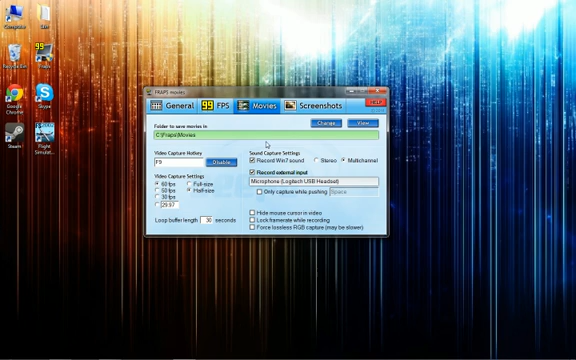 Computer
Recycle Bin
Fraps
Google
Chrome
Skype
Steam
Flight
Simulat...
FRAPS movies
General
99 FPS
Movies
Screenshots
HELP
Folder to save movies in
Change
View
C:\Fraps\Movies
Video Capture Hotkey
F9
Disable
Video Capture Settings
60 fps
50 fps
30 fps
29.97
Full-size
Half-size
Loop buffer length 30 seconds
Sound Capture Settings
Record Win7 sound
Stereo
Multichannel
Record external input
Microphone (Logitech USB Headset)
Only capture while pushing
Space
Hide mouse cursor in video
Lock framerate while recording
Force lossless RGB capture (may be slower)